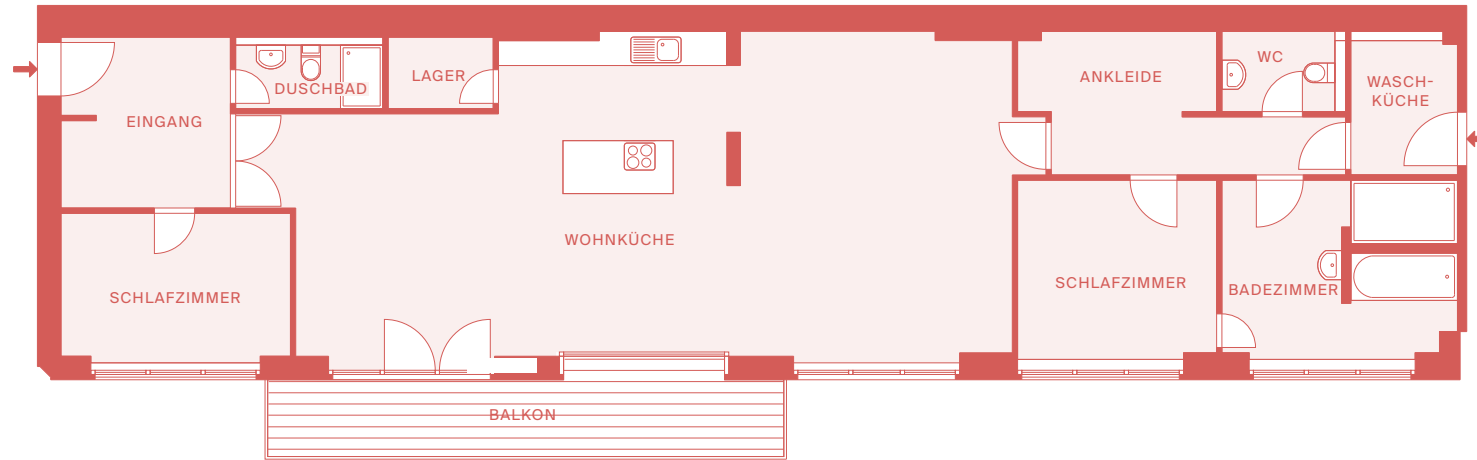 WC
LAGER
ANKLEIDE
WASCH-
KÜCHE
DUSCHBAD
EINGANG
WOHNKÜCHE
SCHLAFZIMMER
SCHLAFZIMMER
BADEZIMMER
BALKON